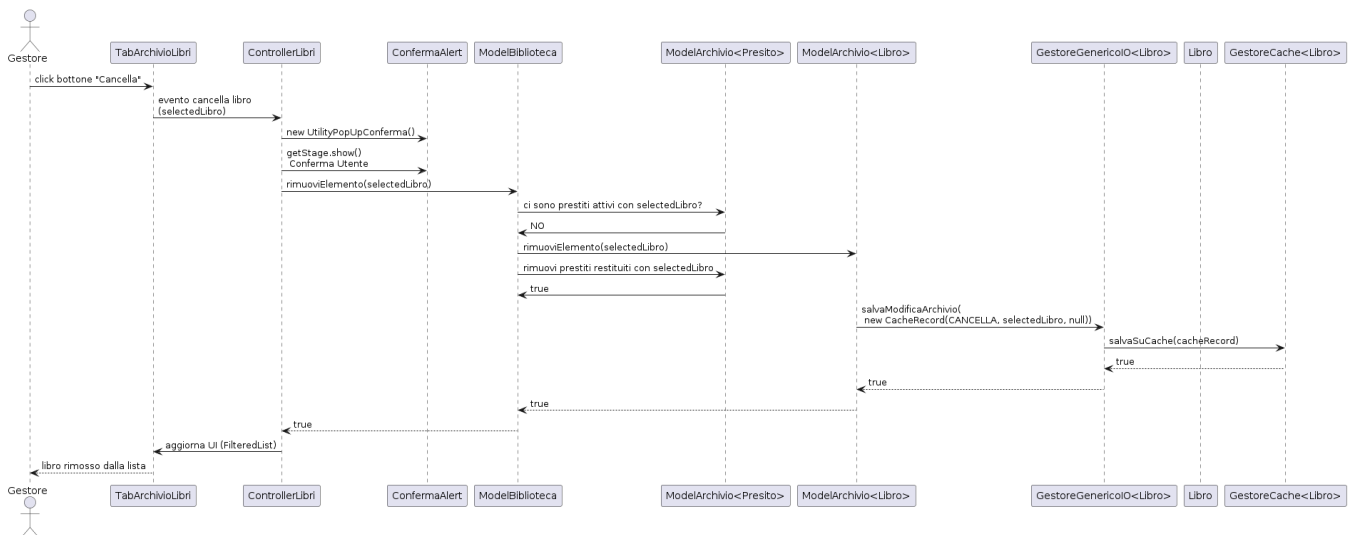 Gestore
TabArchivioLibri
ControllerLibri
ConfermaAlert
ModelBiblioteca
ModelArchivio<Presito>
ModelArchivio<Libro>
GestoreGenericoIO<Libro>
Libro
GestoreCache<Libro>
click bottone "Cancella"
evento cancella libro
(selectedLibro)
new UtilityPopUpConferma()
getStage.show()
Conferma Utente
rimuoviElemento(selectedLibro)
ci sono prestiti attivi con selectedLibro?
NO
rimuoviElemento(selectedLibro)
rimuovi prestiti restituiti con selectedLibro
true
salvaModificaArchivio(
new CacheRecord(CANCELLA, selectedLibro, null))
salvaSuCache(cacheRecord)
true
true
true
true
aggiorna UI (FilteredList)
libro rimosso dalla lista
Gestore
TabArchivioLibri
ControllerLibri
ConfermaAlert
ModelBiblioteca
ModelArchivio<Presito>
ModelArchivio<Libro>
GestoreGenericoIO<Libro>
Libro
GestoreCache<Libro>